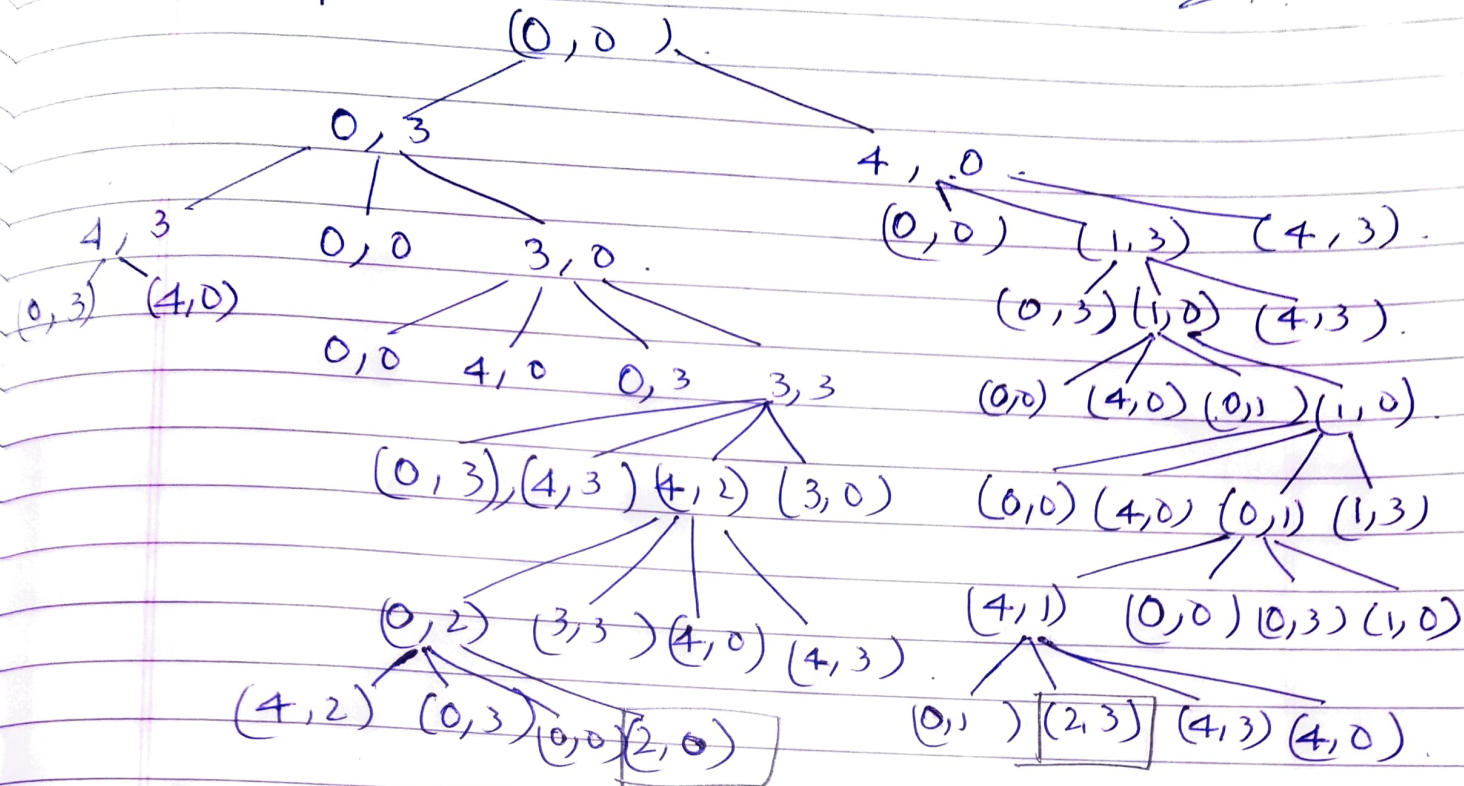 (0,0)
0,3
4,0
4,3 0,0 3,0 (0,0) (1,3) (4,3)
(0,3) (4,0) (0,3) (1,0) (4,3)
0,0 4,0 0,3 3,3 (0,0) (4,0) (0,1) (1,0)
(0,3), (4,3) (4,2) (3,0) (0,0) (4,0) (0,1) (1,3)
(0,2) (3,3) (4,0) (4,3) (4,1) (0,0) (0,3) (1,0)
(4,2) (0,3) (0,0) (2,0) (0,1) (2,3) (4,3) (4,0)